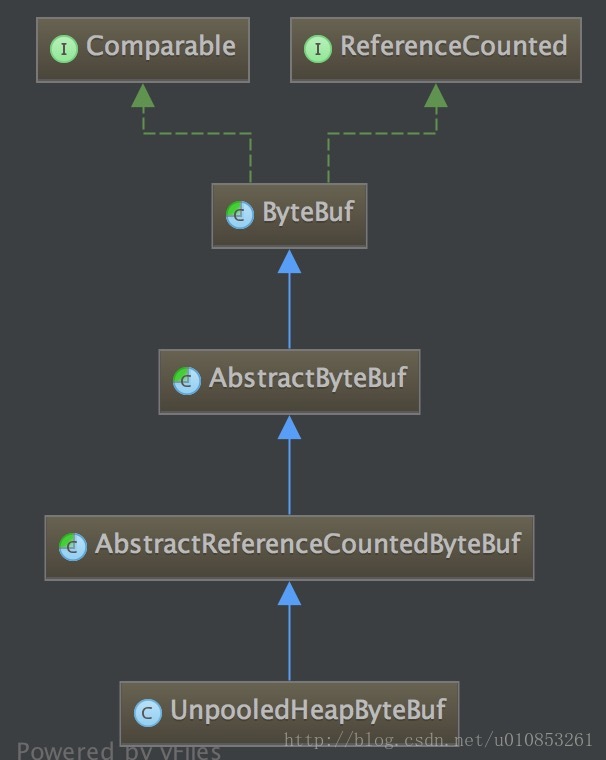 I Comparable
I ReferenceCounted
C ByteBuf
C AbstractByteBuf
C AbstractReferenceCountedByteBuf
C UnpooledHeapByteBuf
http://blog.csdn.net/u010853261
Powered by yFiles